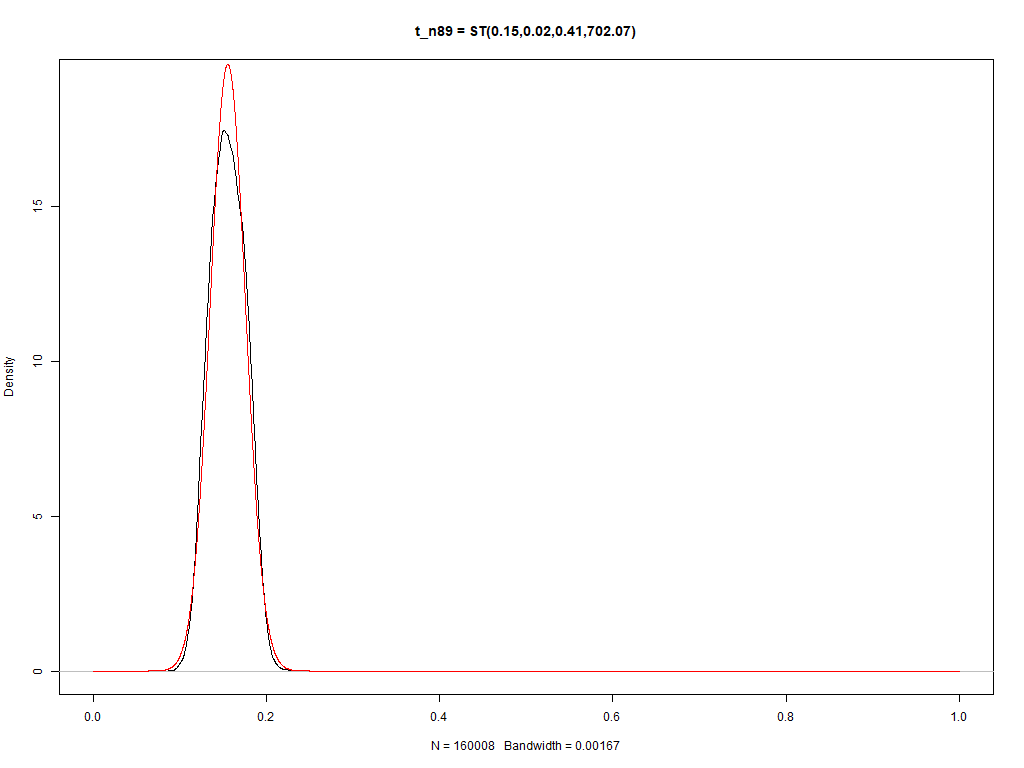 t_n89 = ST(0.15,0.02,0.41,702.07)
Density
15
10
5
0
0.0 0.2 0.4 0.6 0.8 1.0
N = 160008 Bandwidth = 0.00167